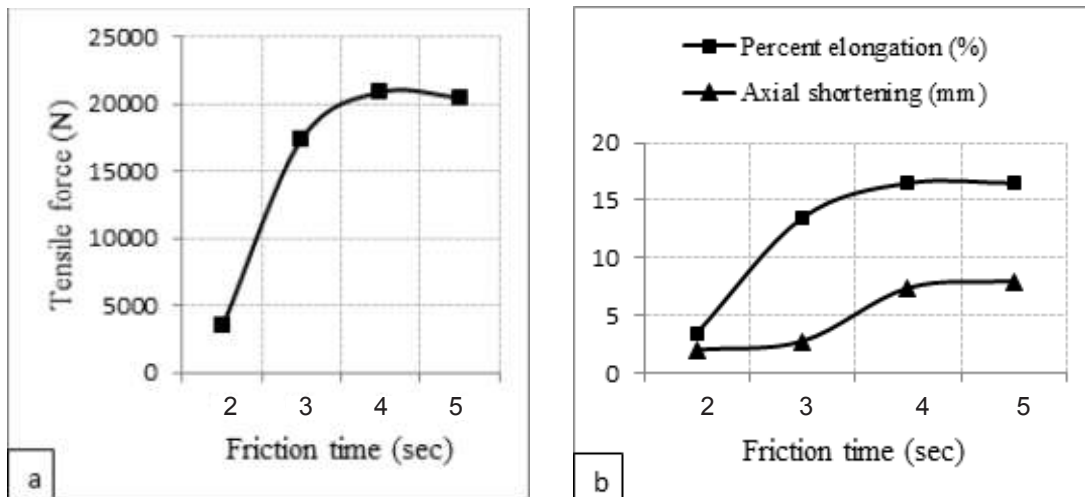 25000
20000
15000
10000
5000
0
Tensile force (N)
2 3 4 5
Friction time (sec)
a
Percent elongation (%)
Axial shortening (mm)
20
15
10
5
0
2 3 4 5
Friction time (sec)
b